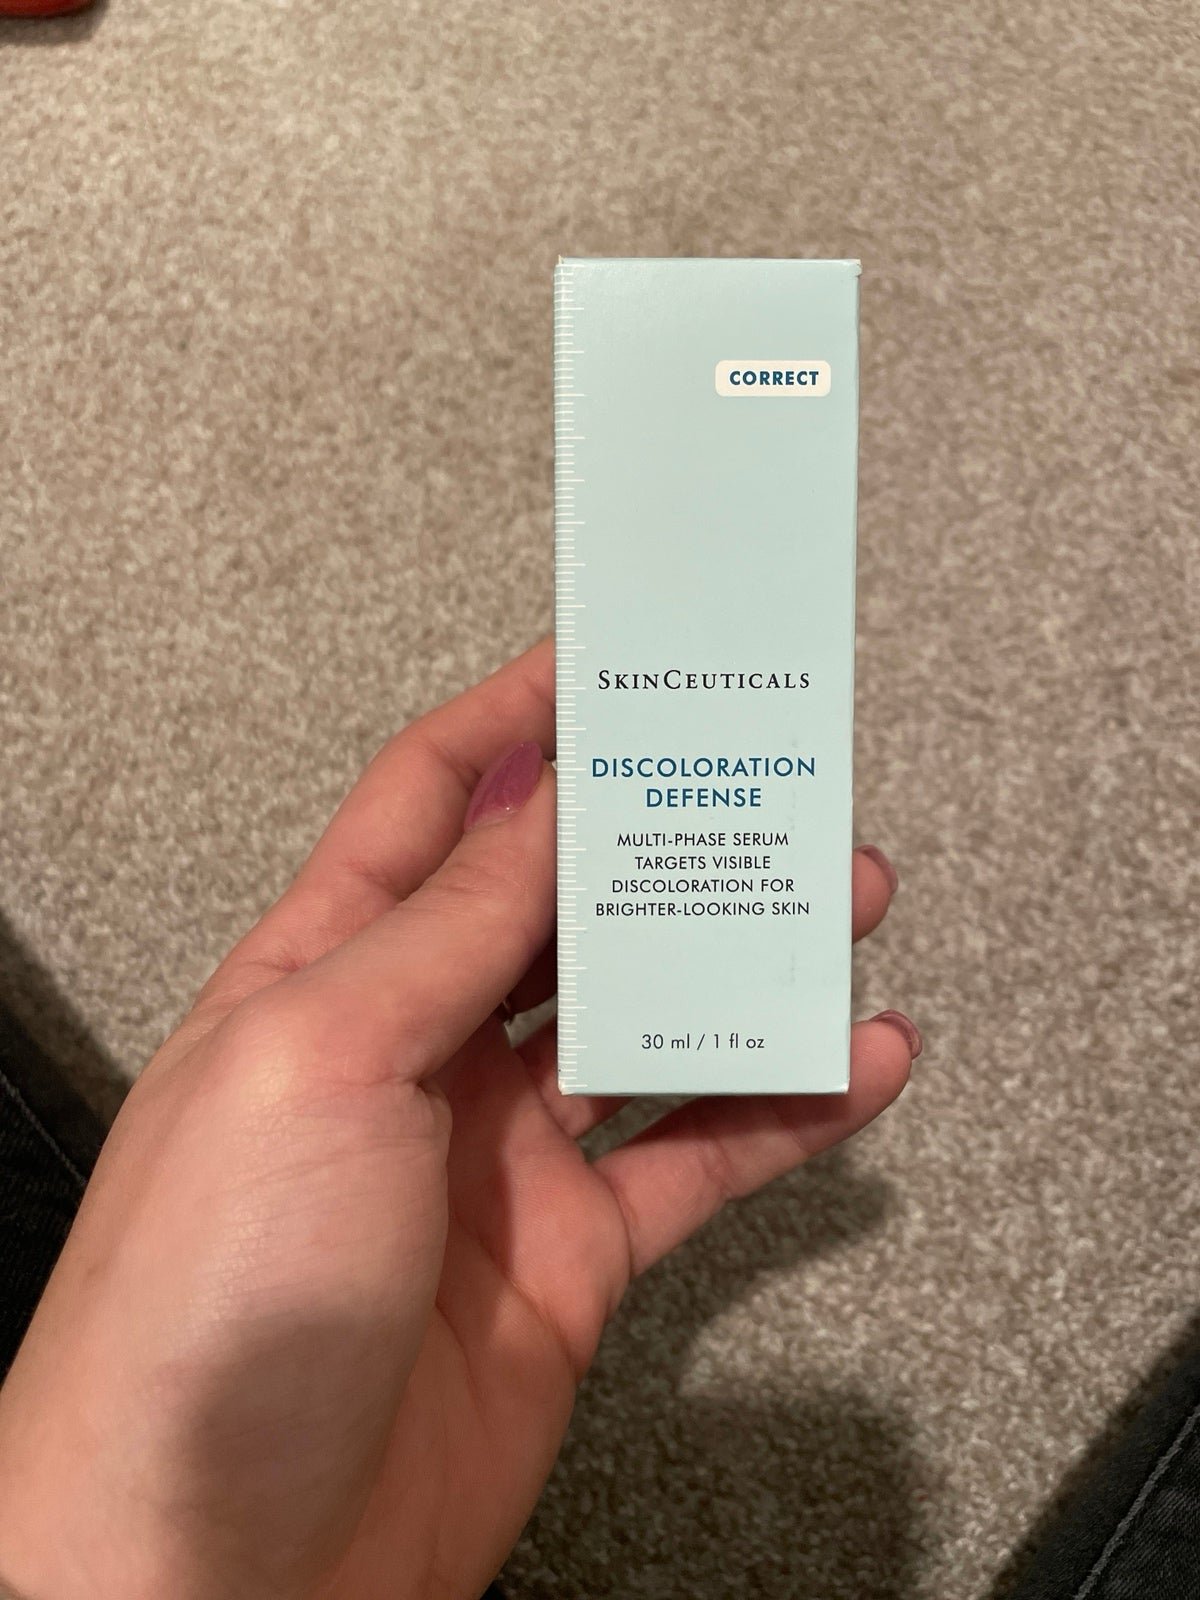 CORRECT
SKINCEUTICALS
DISCOLORATION
DEFENSE
MULTI-PHASE SERUM
TARGETS VISIBLE
DISCOLORATION FOR
BRIGHTER-LOOKING SKIN
30 ml / 1 fl oz